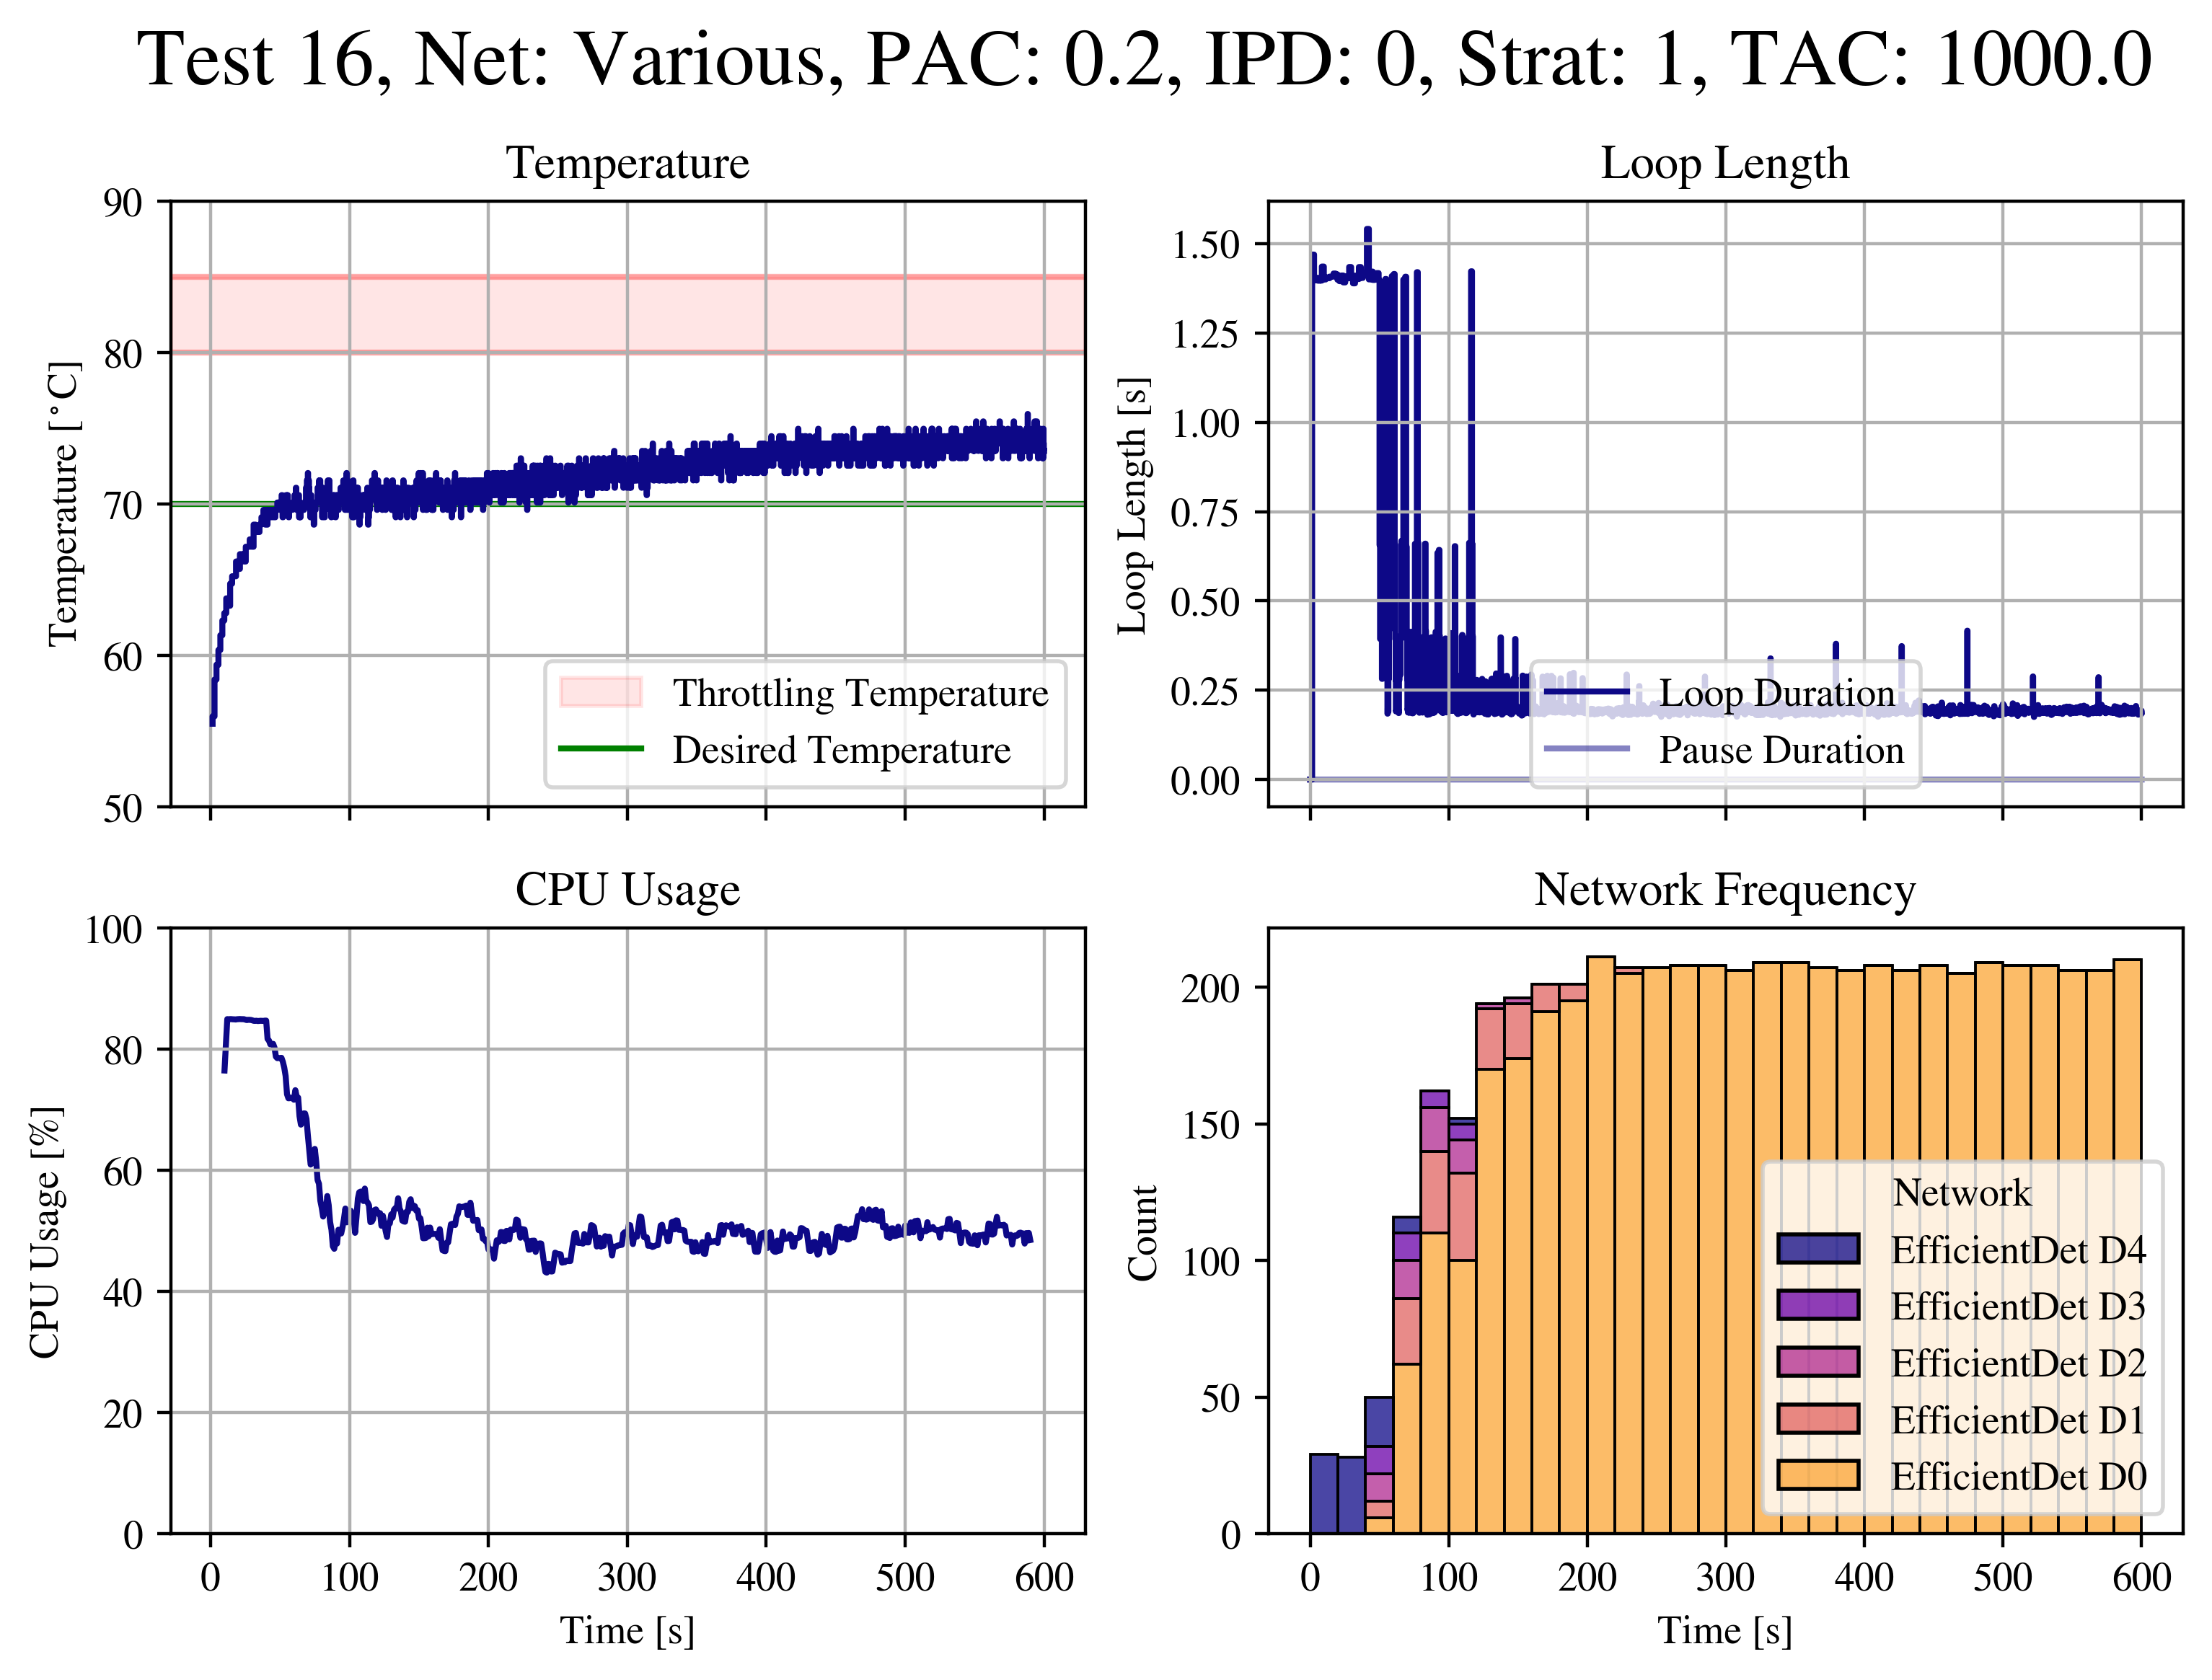 Test 16, Net: Various, PAC: 0.2, IPD: 0, Strat: 1, TAC: 1000.0
Temperature
90
80
70
60
50
Temperature [°C]
Throttling Temperature
Desired Temperature
Loop Length
1.50
1.25
1.00
0.75
0.50
0.25
0.00
Loop Length [s]
Loop Duration
Pause Duration
CPU Usage
100
80
60
40
20
0
CPU Usage [%]
0 100 200 300 400 500 600
Time [s]
Network Frequency
200
150
100
50
0
Count
Network
EfficientDet D4
EfficientDet D3
EfficientDet D2
EfficientDet D1
EfficientDet D0
0 100 200 300 400 500 600
Time [s]